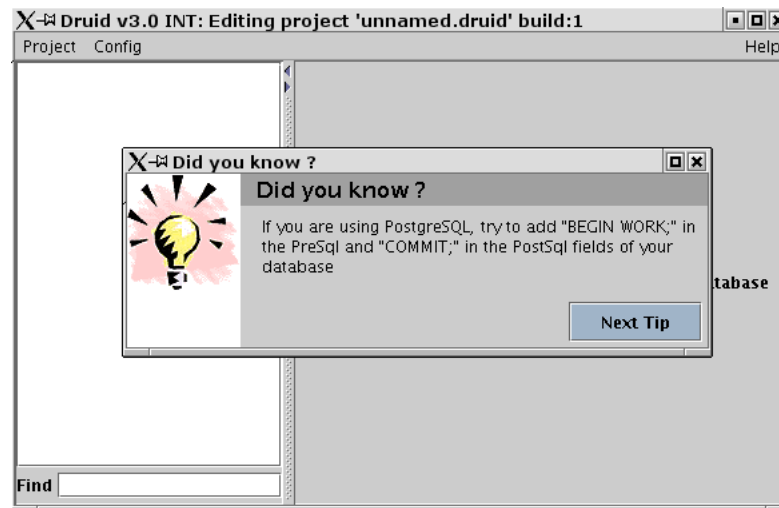 Druid v3.0 INT: Editing project 'unnamed.druid' build:1
Project Config Help
Did you know ?
Did you know ?
If you are using PostgreSQL, try to add "BEGIN WORK;" in
the PreSql and "COMMIT;" in the PostSql fields of your
database
tabase
Next Tip
Find